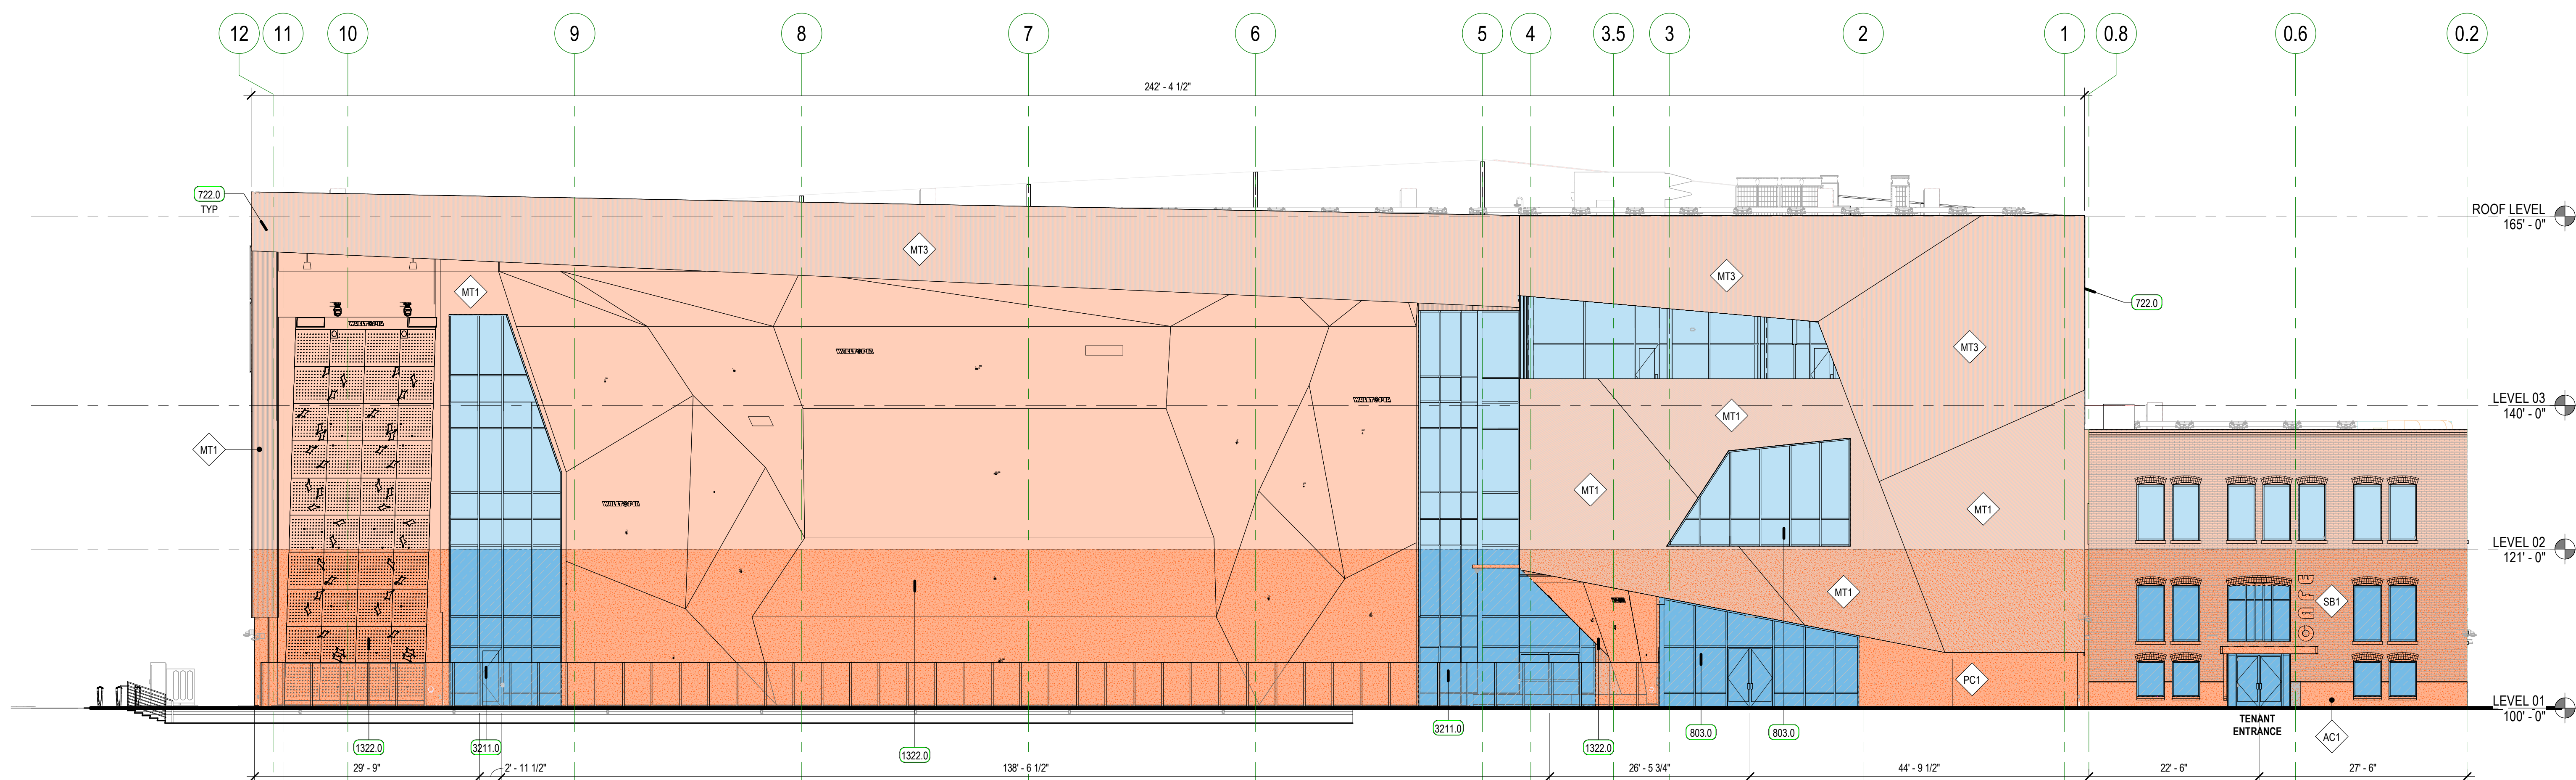 12 11 10 9 8 7 6 5 4 3.5 3 2 1 0.8 0.6 0.2
242' - 4 1/2"
722.0
TYP
ROOF LEVEL
165' - 0"
MT3
MT3
MT1
722.0
WALLTOPIA
MT3
WALLTOPIA
WALLTOPIA
LEVEL 03
140' - 0"
MT1
MT1
MT1
WALLTOPIA
MT1
LEVEL 02
121' - 0"
MT1
CAFE
SB1
PC1
LEVEL 01
100' - 0"
TENANT
ENTRANCE
AC1
1322.0
3211.0
1322.0
3211.0
1322.0
803.0
803.0
29' - 9"
2' - 11 1/2"
138' - 6 1/2"
26' - 5 3/4"
44' - 9 1/2"
22' - 6"
27' - 6"